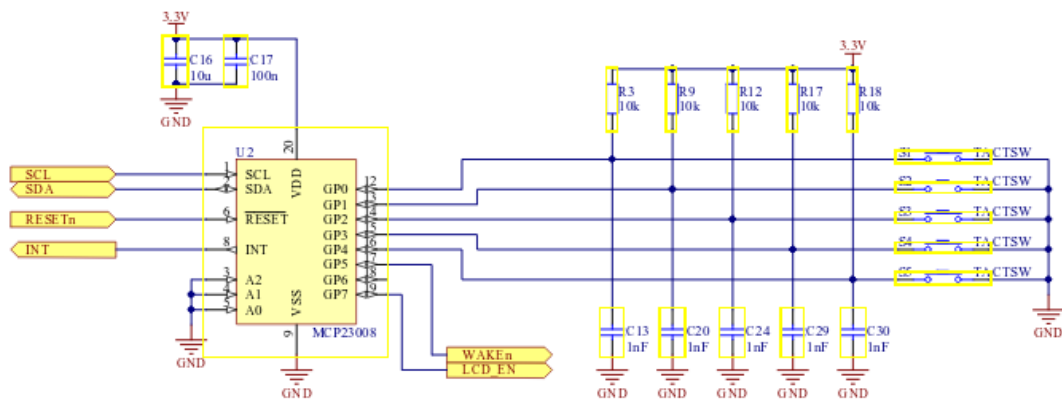 3.3V
C16
10u
C17
100n
GND
3.3V
R3
10k
R9
10k
R12
10k
R17
10k
R18
10k
U2
20
VDD
SCL
SDA
RESETn
INT
1
6
8
3
4
5
SCL
SDA
RESET
INT
A2
A1
A0
VSS
9
GP0
GP1
GP2
GP3
GP4
GP5
GP6
GP7
12
MCP23008
GND
GND
S1
TACTSW
S2
TACTSW
S3
TACTSW
S4
TACTSW
S5
TACTSW
GND
C13
1nF
C20
1nF
C24
1nF
C29
1nF
C30
1nF
GND
GND
GND
GND
GND
WAKEn
LCD_EN